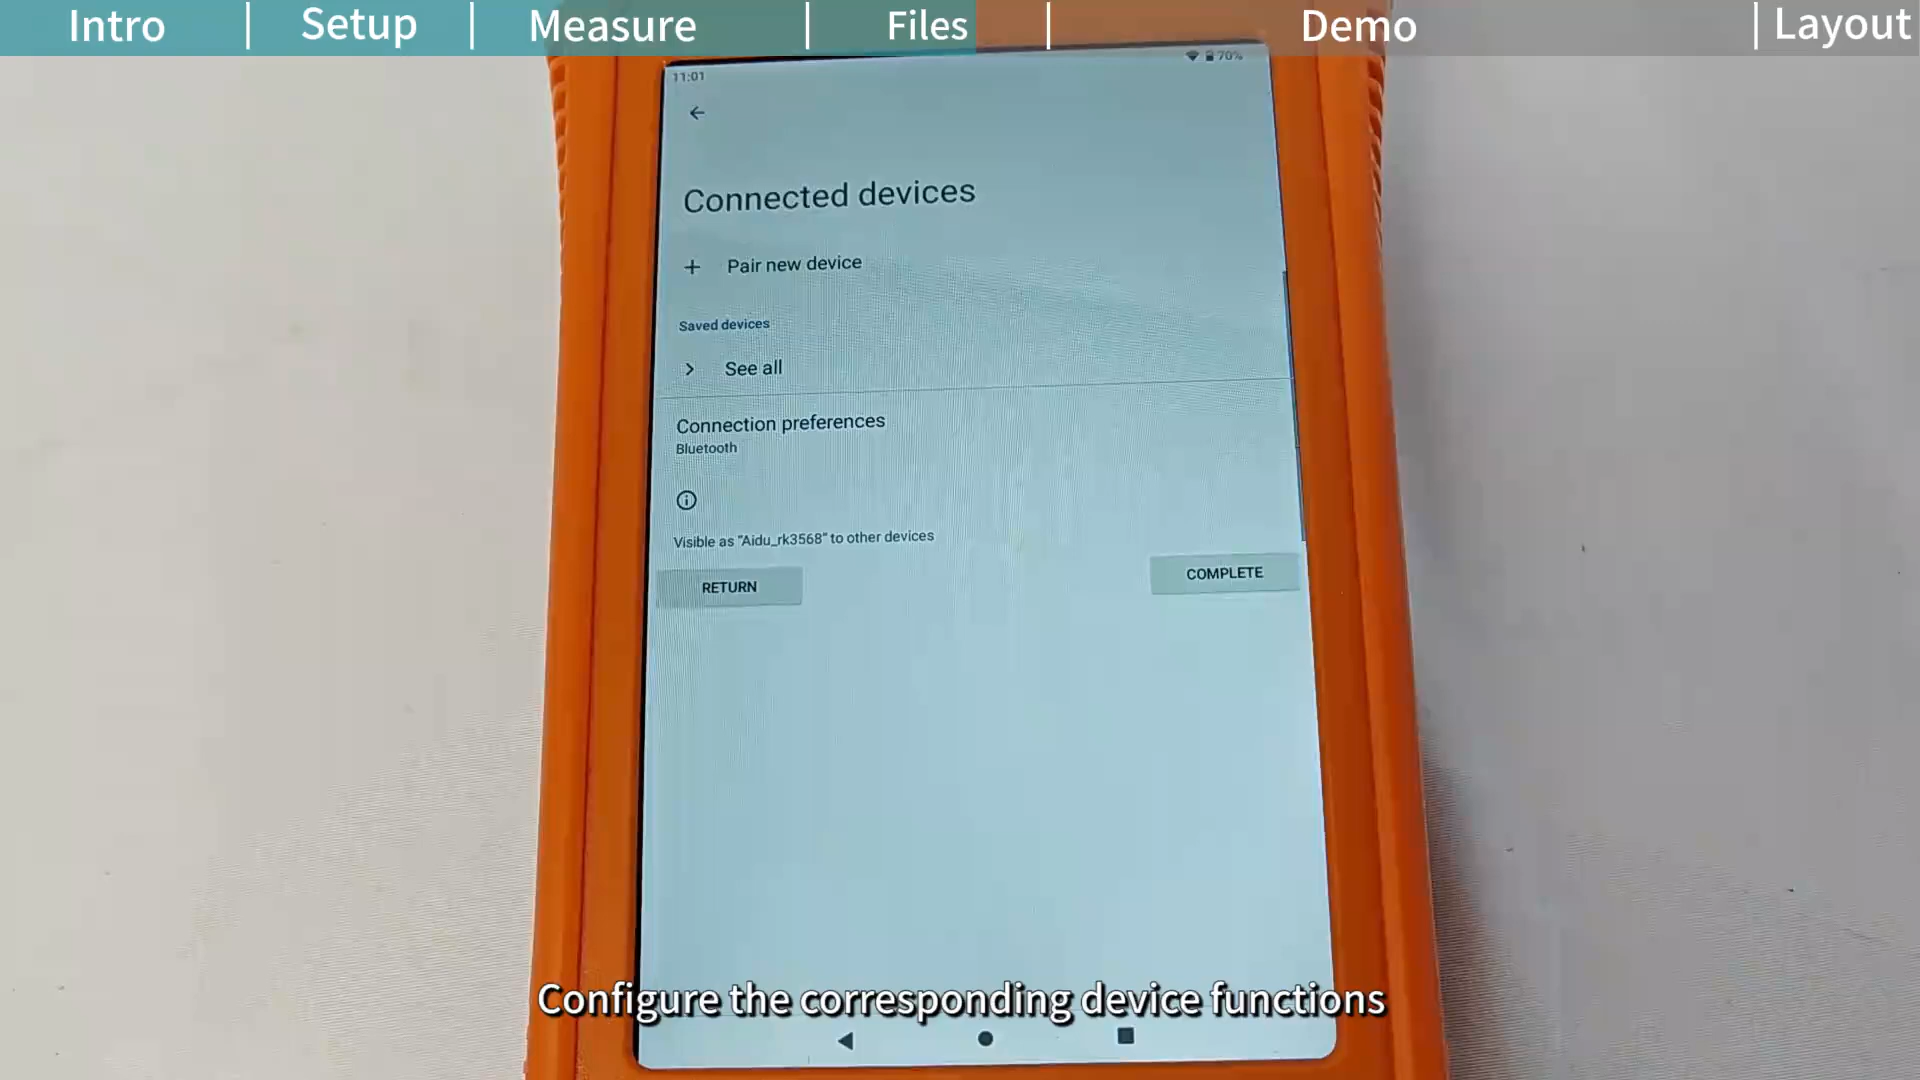 Intro | Setup | Measure | Files | Demo | Layout
11:01 70%
Connected devices
+ Pair new device
Saved devices
> See all
Connection preferences
Bluetooth
Visible as "Aidu_rk3568" to other devices
RETURN COMPLETE
Configure the corresponding device functions